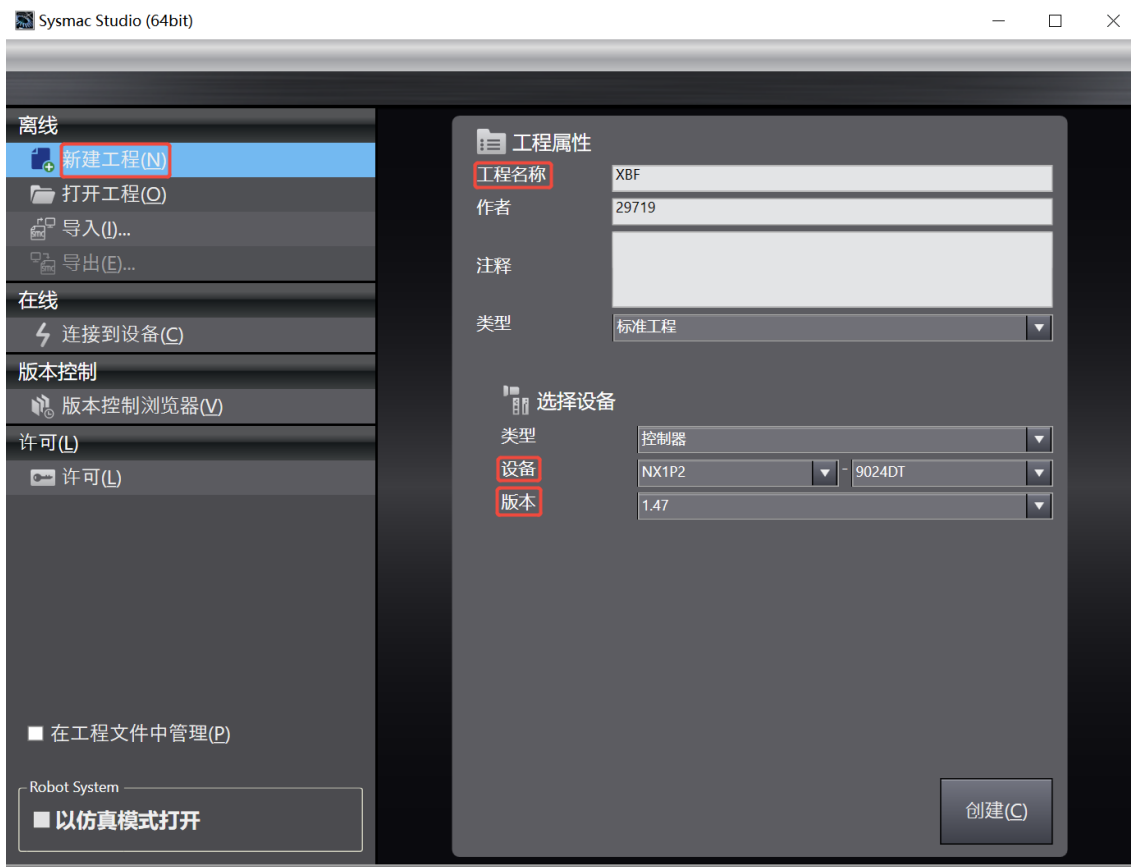 Sysmac Studio (64bit)
离线
新建工程(N)
打开工程(O)
导入(I)...
导出(E)...
在线
连接到设备(C)
版本控制
版本控制浏览器(V)
许可(L)
许可(L)
在工程文件中管理(P)
Robot System
以仿真模式打开
工程属性
工程名称 XBF
作者 29719
注释
类型 标准工程
选择设备
类型 控制器
设备 NX1P2 - 9024DT
版本 1.47
创建(C)